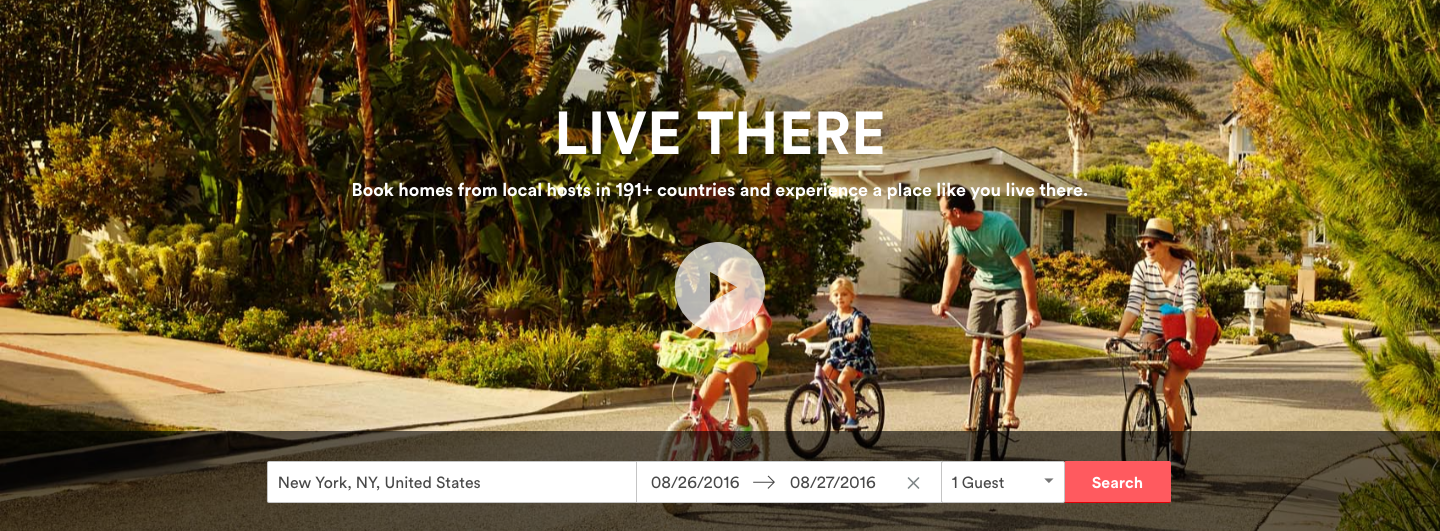 LIVE THERE
Book homes from local hosts in 191+ countries and experience a place like you live there.
New York, NY, United States
08/26/2016
08/27/2016
1 Guest
Search